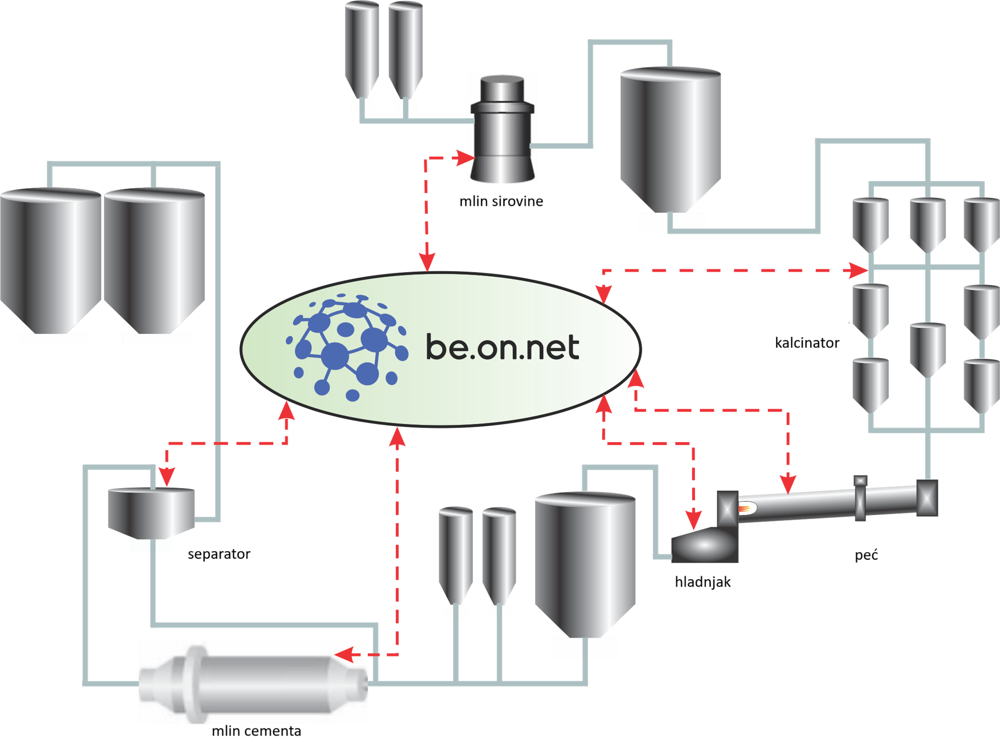 mlin sirovine
be.on.net
kalcinator
separator
peć
hladnjak
mlin cementa